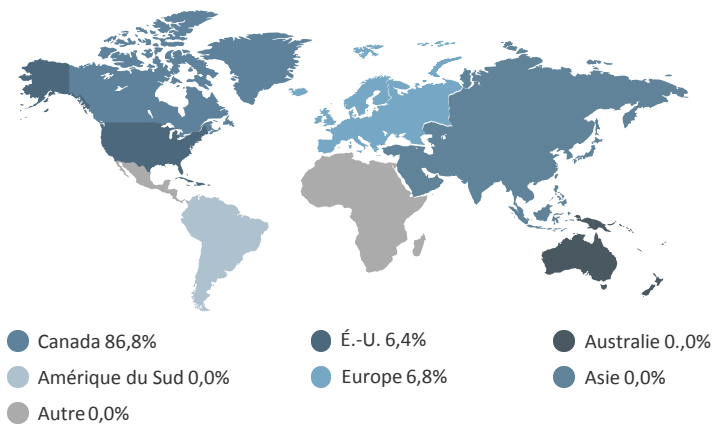 Canada 86,8%
É.-U. 6,4%
Australie 0.,0%
Amérique du Sud 0,0%
Europe 6,8%
Asie 0,0%
Autre 0,0%